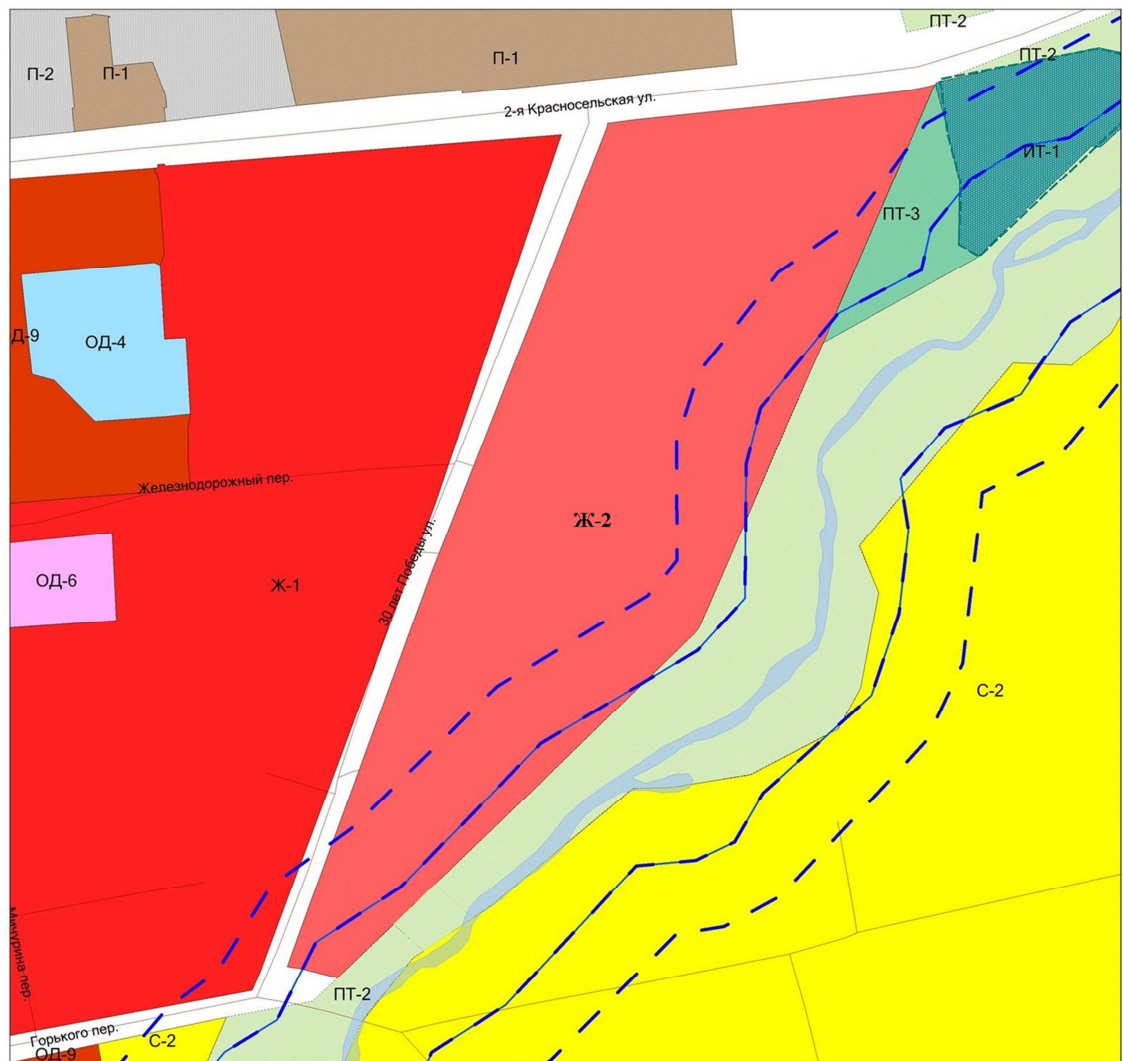 ПТ-2
П-2
П-1
П-1
ПТ-2
2-я Красносельская ул.
ИТ-1
ПТ-3
Д-9
ОД-4
Железнодорожный пер.
Ж-2
30 лет Победы ул.
ОД-6
Ж-1
С-2
Мичурина пер.
ПТ-2
Горького пер.
С-2
ОД-9